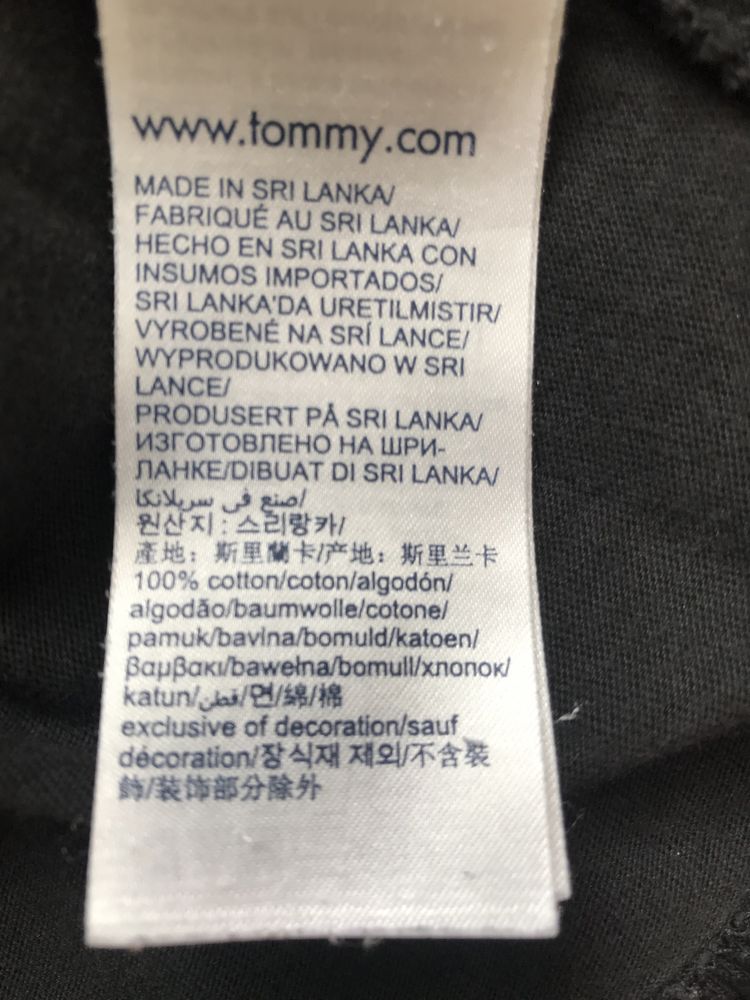 www.tommy.com
MADE IN SRI LANKA/
FABRIQUÉ AU SRI LANKA/
HECHO EN SRI LANKA CON
INSUMOS IMPORTADOS/
SRI LANKA'DA URETILMISTIR/
VYROBENÉ NA SRÍ LANCE/
WYPRODUKOWANO W SRI
LANCE/
PRODUSERT PÅ SRI LANKA/
ИЗГОТОВЛЕНО НА ШРИ-
ЛАНКЕ/DIBUAT DI SRI LANKA/
صنع في سريلانكا/
원산지 : 스리랑카/
產地：斯里蘭卡/产地：斯里兰卡
100% cotton/coton/algodón/
algodão/baumwolle/cotone/
pamuk/bavlna/bomuld/katoen/
βαμβακι/bawełna/bomull/хлопок/
katun/قطن/면/綿/棉
exclusive of decoration/sauf
décoration/장식재 제외/不含裝
飾/装饰部分除外